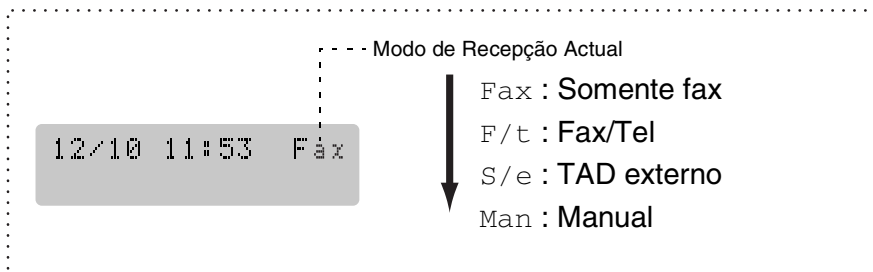 Modo de Recepção Actual
12/10 11:53 Fax
Fax : Somente fax
F/t : Fax/Tel
S/e : TAD externo
Man : Manual